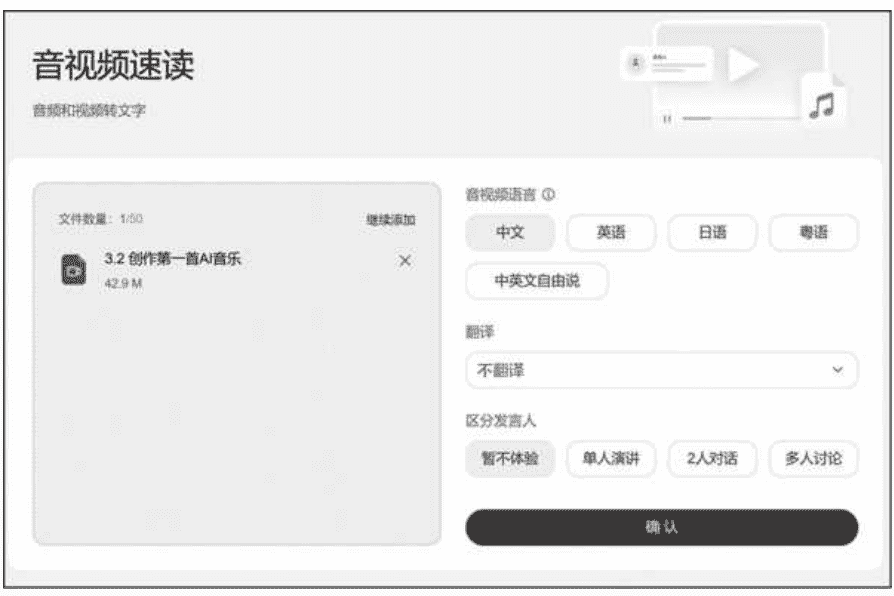 音视频速读
音频和视频转文字
文件数量：1/50 继续添加
3.2 创作第一首AI音乐
42.9 M
音视频语言
中文 英语 日语 粤语
中英文自由说
翻译
不翻译
区分发言人
暂不体验 单人演讲 2人对话 多人讨论
确认